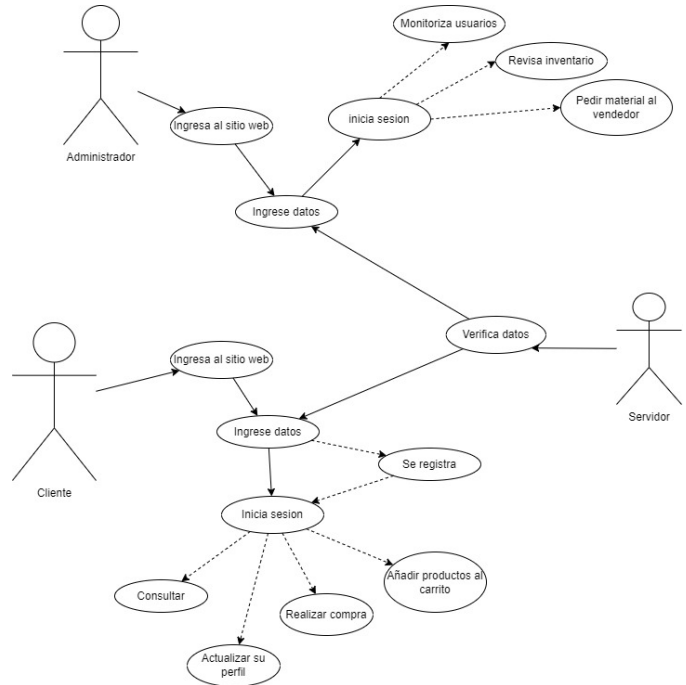 Monitoriza usuarios
Revisa inventario
Pedir material al
vendedor
Ingresa al sitio web
inicia sesion
Administrador
Ingrese datos
Verifica datos
Ingresa al sitio web
Servidor
Ingrese datos
Se registra
Cliente
Inicia sesion
Añadir productos al
carrito
Consultar
Realizar compra
Actualizar su
perfil